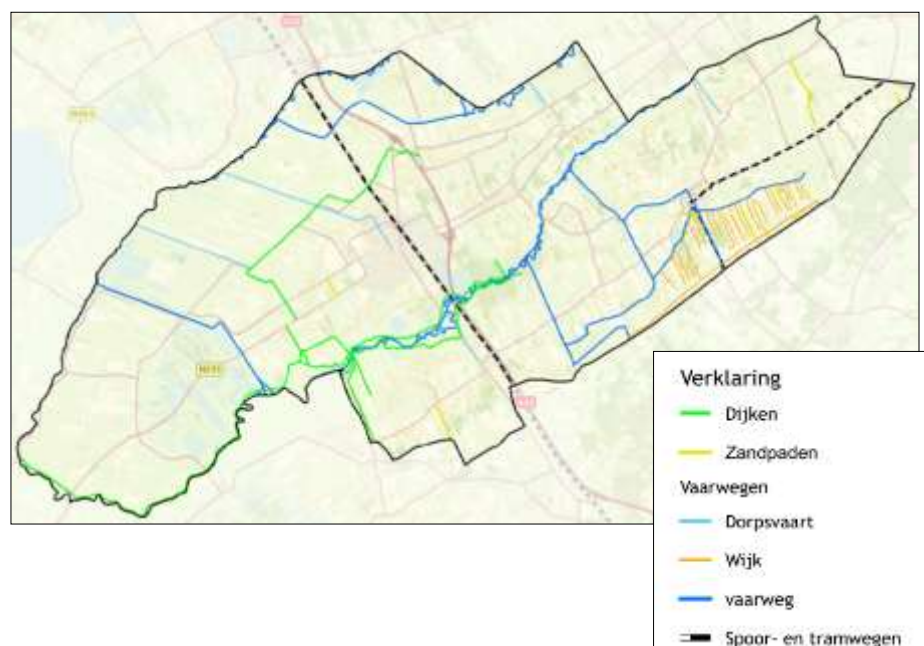 Verklaring
Dijken
Zandpaden
Vaarwegen
Dorpsvaart
Wijk
vaarweg
Spoor- en tramwegen